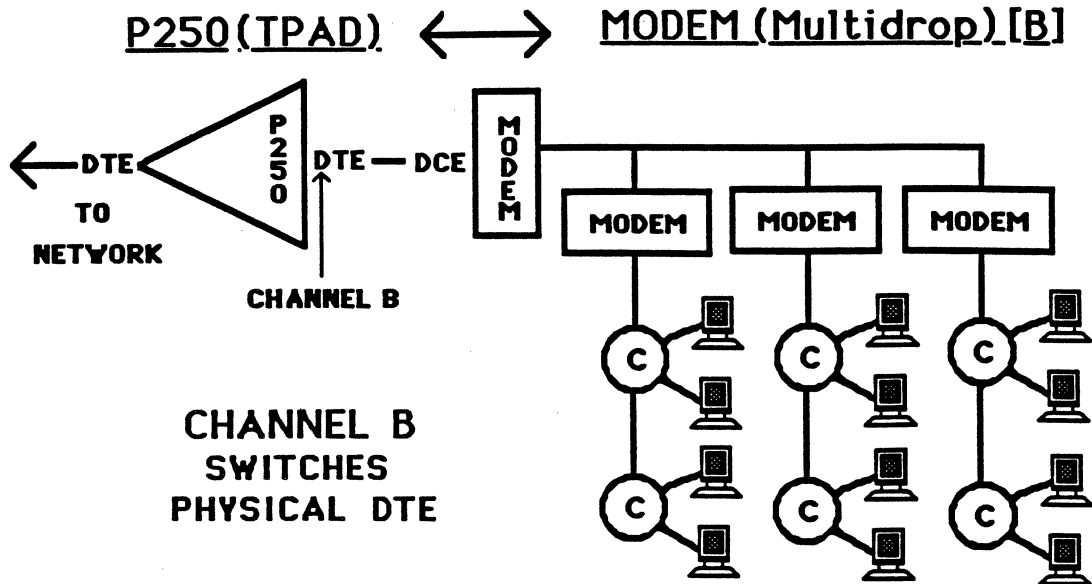 P250 (TPAD) MODEM (Multidrop) [B]
P250
MODEM
DTE
DTE
DCE
TO
NETWORK
MODEM
MODEM
MODEM
CHANNEL B
C
C
C
CHANNEL B
SWITCHES
PHYSICAL DTE
C
C
C